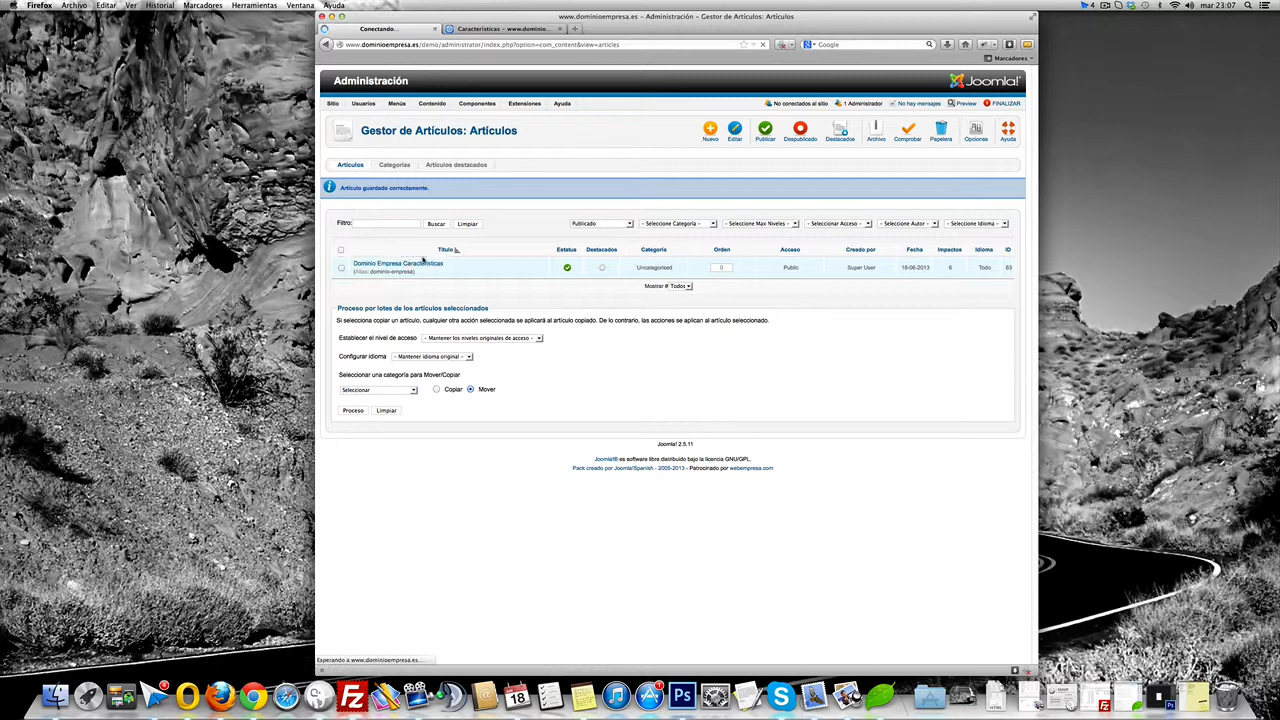 Firefox Archivo Editar Ver Historial Marcadores Herramientas Ventana Ayuda
4 mar 23:07
www.dominioempresa.es - Administración - Gestor de Artículos: Artículos
Conectando... Características – www.dominio...
www.dominioempresa.es/demo/administrator/index.php?option=com_content&view=articles Google
Marcadores
Administración Joomla!
Sitio Usuarios Menús Contenido Componentes Extensiones Ayuda No conectados al sitio 1 Administrador No hay mensajes Preview FINALIZAR
Gestor de Artículos: Artículos
Nuevo Editar Publicar Despublicado Destacados Archivo Comprobar Papelera Opciones Ayuda
Artículos Categorías Artículos destacados
Artículo guardado correctamente.
Filtro: Buscar Limpiar Publicado - Seleccione Categoría - - Seleccione Max Niveles - - Seleccionar Acceso - - Seleccione Autor - - Seleccione Idioma -
Título Estatus Destacados Categoría Orden Acceso Creado por Fecha Impactos Idioma ID
Dominio Empresa Características
(Alias: dominio-empresa)
Uncategorised 0 Public Super User 18-06-2013 6 Todo 83
Mostrar # Todos
Proceso por lotes de los artículos seleccionados
Si selecciona copiar un artículo, cualquier otra acción seleccionada se aplicará al artículo copiado. De lo contrario, las acciones se aplican al artículo seleccionado.
Establecer el nivel de acceso - Mantener los niveles originales de acceso -
Configurar idioma - Mantener idioma original -
Seleccionar una categoría para Mover/Copiar
Seleccionar Copiar Mover
Proceso Limpiar
Joomla! 2.5.11
Joomla!® es software libre distribuido bajo la licencia GNU/GPL.
Pack creado por Joomla!Spanish - 2005-2013 - Patrocinado por webempresa.com
Esperando a www.dominioempresa.es...